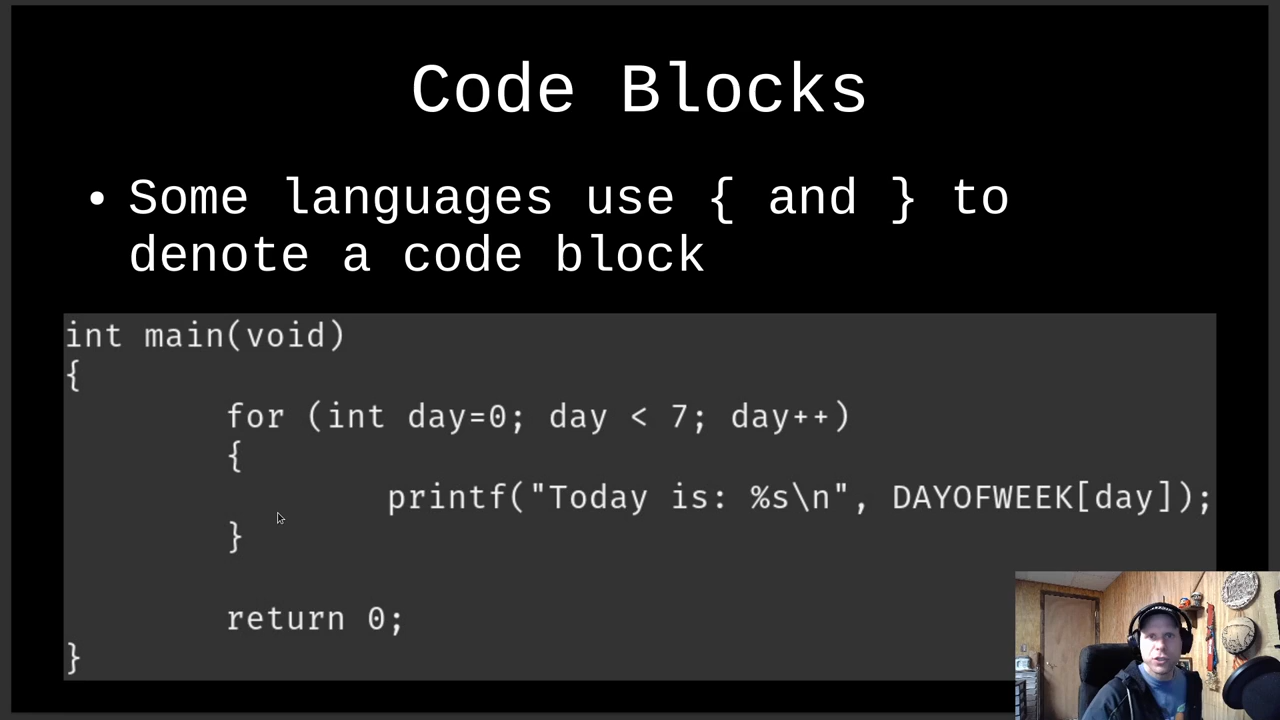 Code Blocks
• Some languages use { and } to
denote a code block
int main(void)
{
        for (int day=0; day < 7; day++)
        {
                printf("Today is: %s\n", DAYOFWEEK[day]);
        }

        return 0;
}